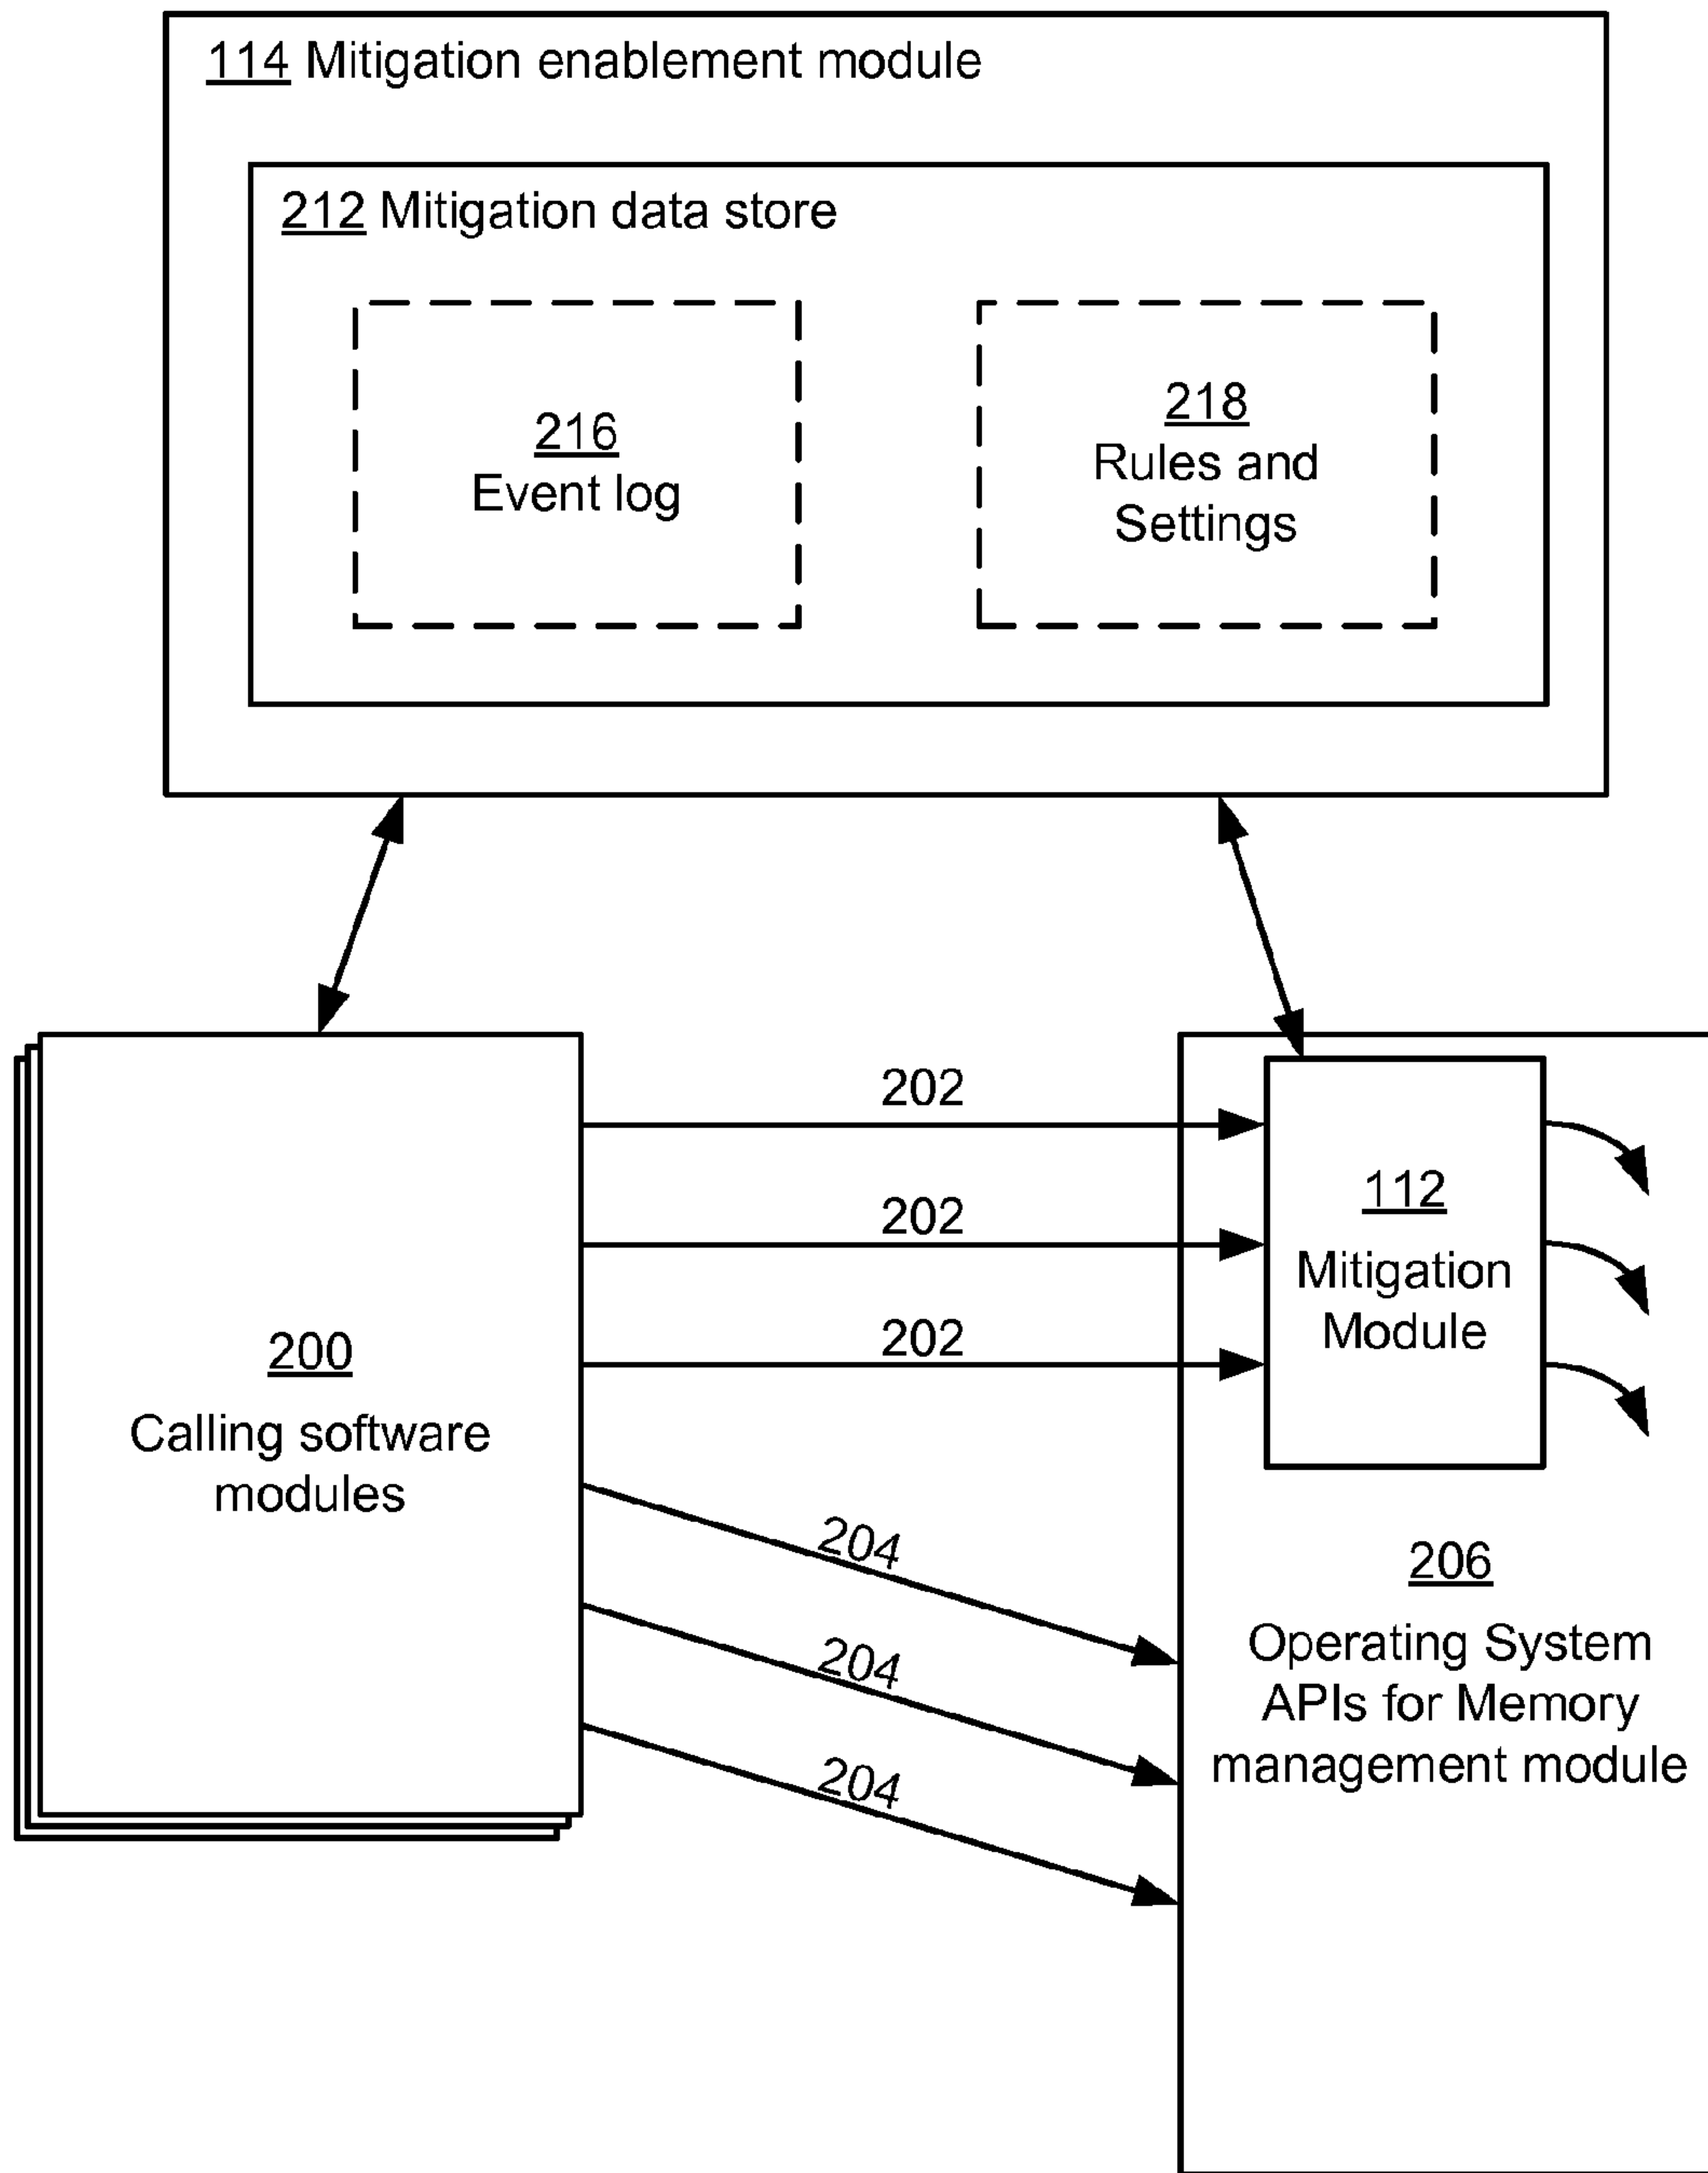 114 Mitigation enablement module
212 Mitigation data store
216
Event log
218
Rules and
Settings
202
202
202
112
Mitigation
Module
200
Calling software
modules
204
204
204
206
Operating System
APIs for Memory
management module